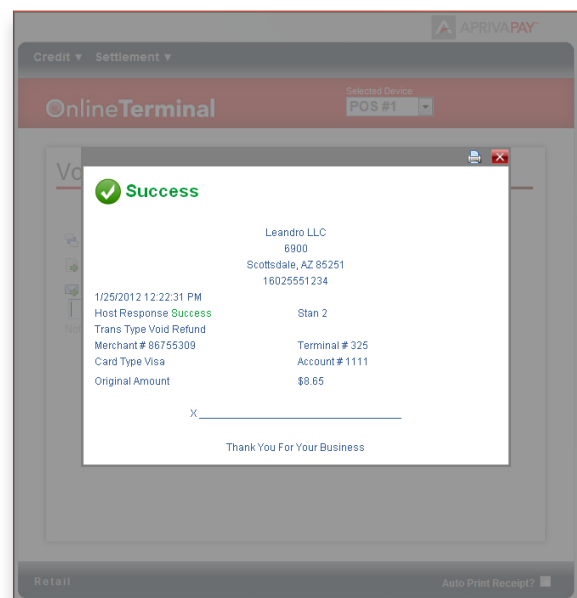 APRIVAPAY
Credit ▼ Settlement ▼
OnlineTerminal
Selected Device
POS #1
Vo
Success
Leandro LLC
6900
Scottsdale, AZ 85251
16025551234
1/25/2012 12:22:31 PM
Host Response Success Stan 2
Trans Type Void Refund
Merchant # 86755309 Terminal # 325
Card Type Visa Account # 1111
Original Amount $8.65
X
Thank You For Your Business
Retail Auto Print Receipt?